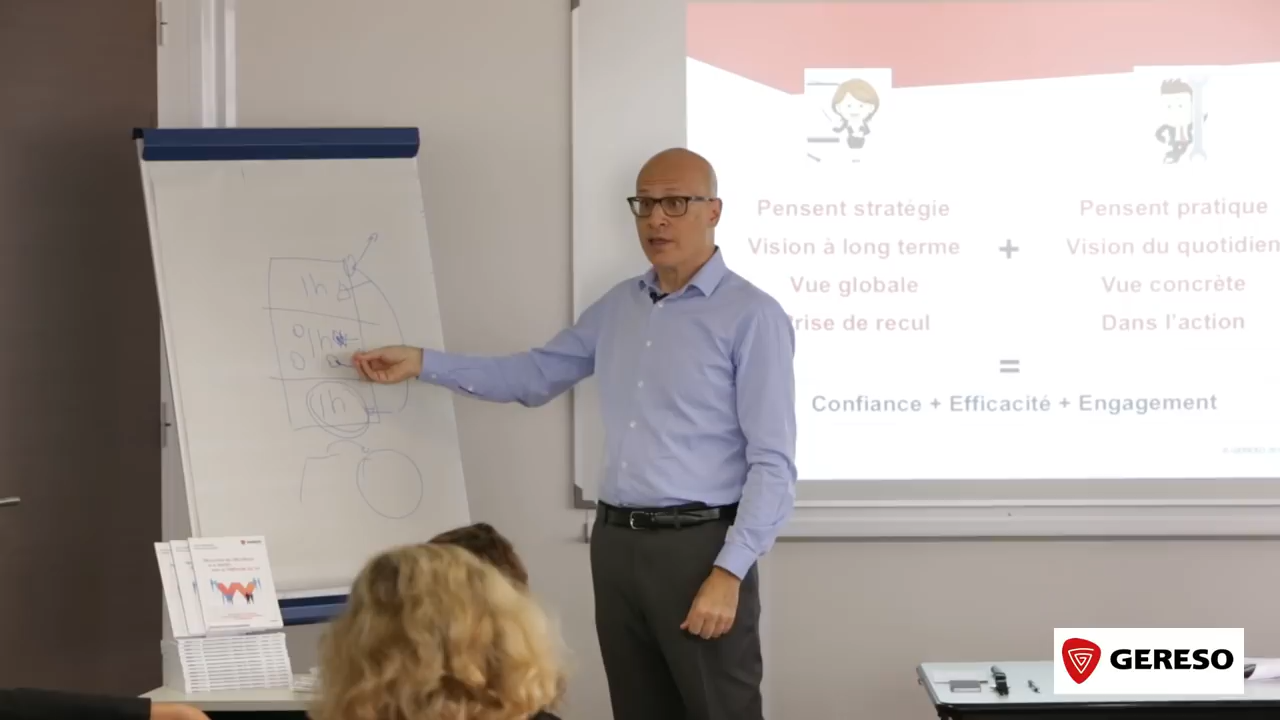 1h
1h
1h
Pensent stratégie
Vision à long terme
Vue globale
rise de recul
+
Pensent pratique
Vision du quotidien
Vue concrète
Dans l'action
=
Confiance + Efficacité + Engagement
GERESO